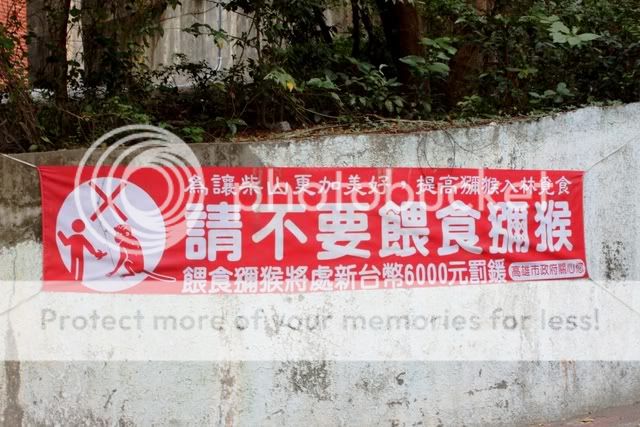 為讓柴山更加美好 提高獼猴入林覓食
請不要餵食獼猴
餵食獼猴將處新台幣6000元罰鍰 高雄市政府關心您
photobucket
Protect more of your memories for less!